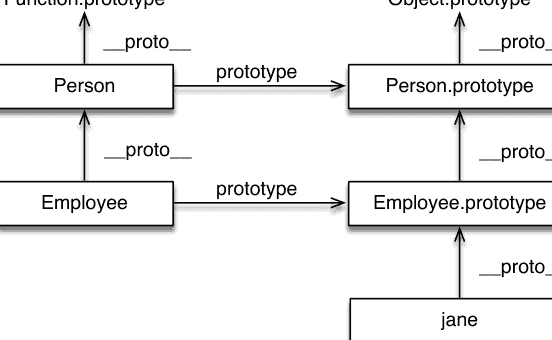 Function.prototype
Object.prototype
__proto__
__proto_
Person
prototype
Person.prototype
__proto__
__proto_
Employee
prototype
Employee.prototype
__proto_
jane